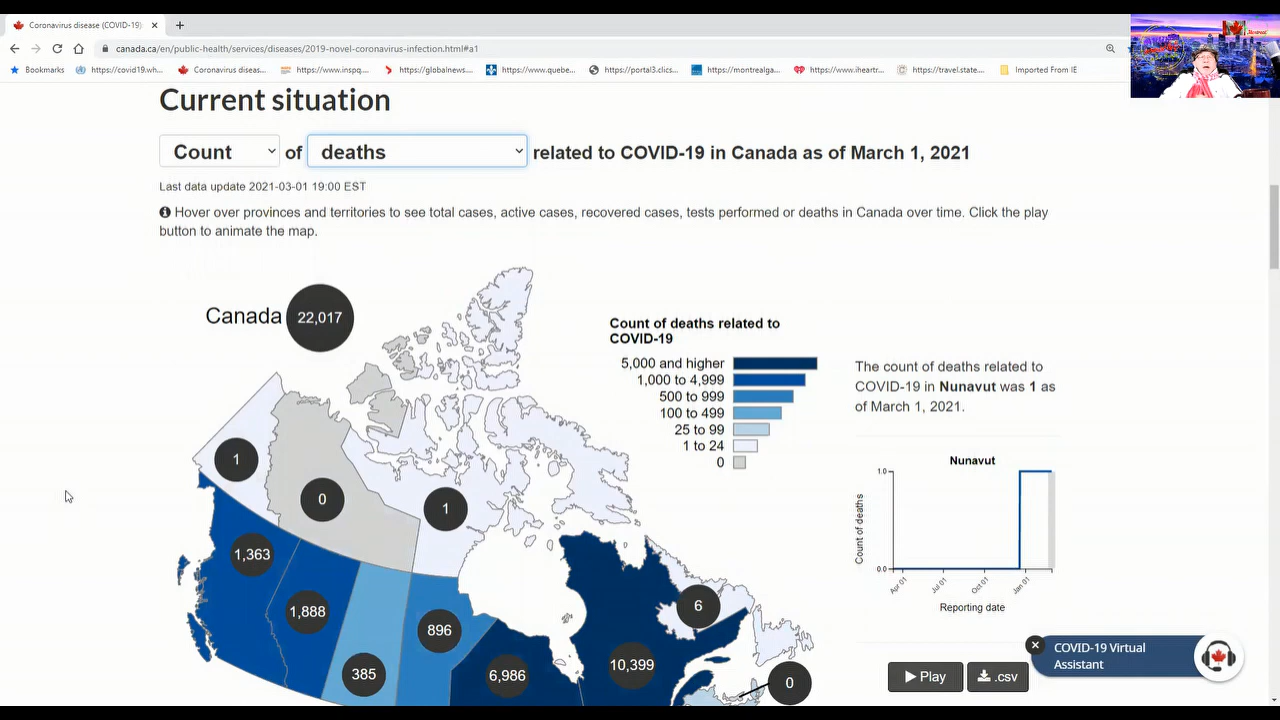 Coronavirus disease (COVID-19)
canada.ca/en/public-health/services/diseases/2019-novel-coronavirus-infection.html#a1
Bookmarks
https://covid19.wh...
Coronavirus diseas...
https://www.inspq....
https://globalnews...
https://www.quebe...
https://portal3.clics...
https://montrealga...
https://www.iheartr...
https://travel.state...
Imported From IE
Current situation
Count of deaths related to COVID-19 in Canada as of March 1, 2021
Last data update 2021-03-01 19:00 EST
Hover over provinces and territories to see total cases, active cases, recovered cases, tests performed or deaths in Canada over time. Click the play
button to animate the map.
Canada 22,017
Count of deaths related to
COVID-19
5,000 and higher
1,000 to 4,999
500 to 999
100 to 499
25 to 99
1 to 24
0
The count of deaths related to
COVID-19 in Nunavut was 1 as
of March 1, 2021.
1
0
1
1,363
1,888
385
896
6,986
10,399
6
0
Nunavut
1.0
Count of deaths
0.0
Apr 01
Jul 01
Oct 01
Jan 01
Reporting date
COVID-19 Virtual
Assistant
Play
.csv